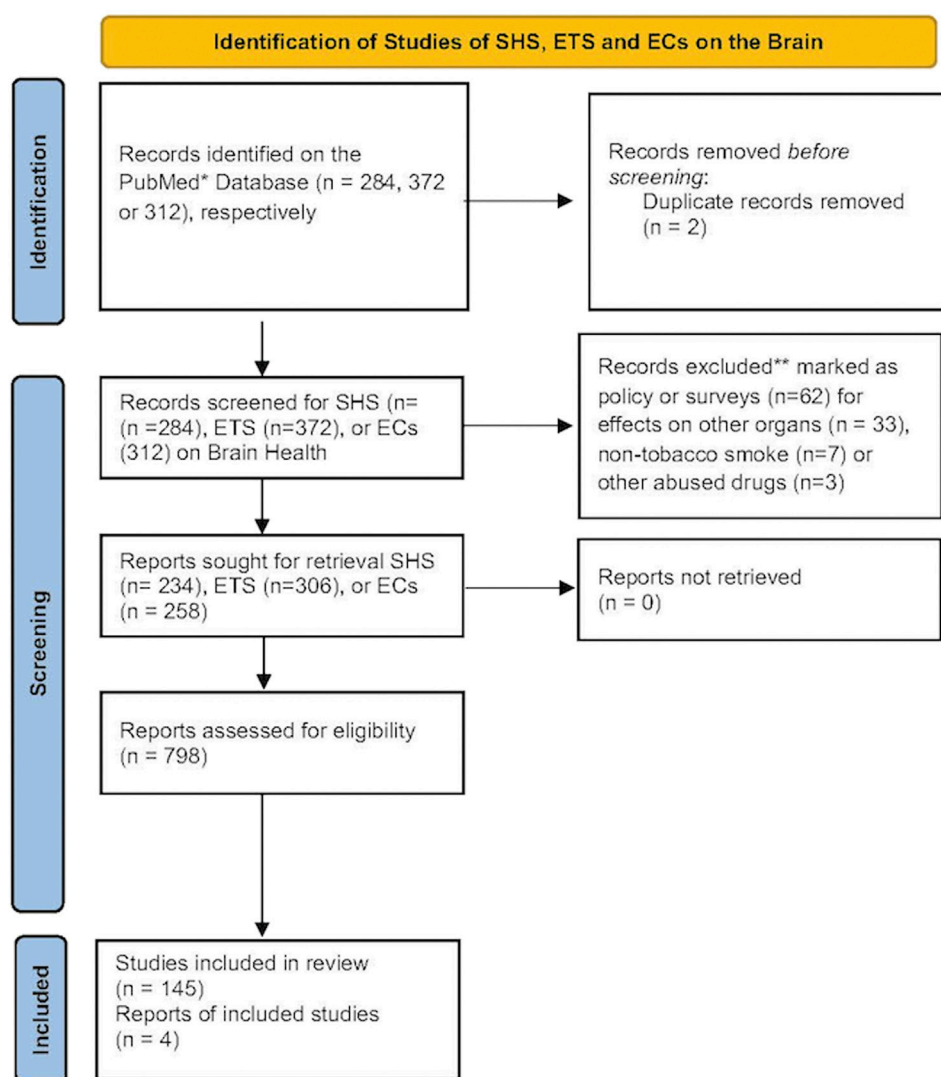 Identification of Studies of SHS, ETS and ECs on the Brain
Identification
Records identified on the
PubMed* Database (n = 284, 372
or 312), respectively
Records removed before
screening:
Duplicate records removed
(n = 2)
Screening
Records screened for SHS (n=
(n =284), ETS (n=372), or ECs
(312) on Brain Health
Records excluded** marked as
policy or surveys (n=62) for
effects on other organs (n = 33),
non-tobacco smoke (n=7) or
other abused drugs (n=3)
Reports sought for retrieval SHS
(n= 234), ETS (n=306), or ECs
(n = 258)
Reports not retrieved
(n = 0)
Reports assessed for eligibility
(n = 798)
Included
Studies included in review
(n = 145)
Reports of included studies
(n = 4)